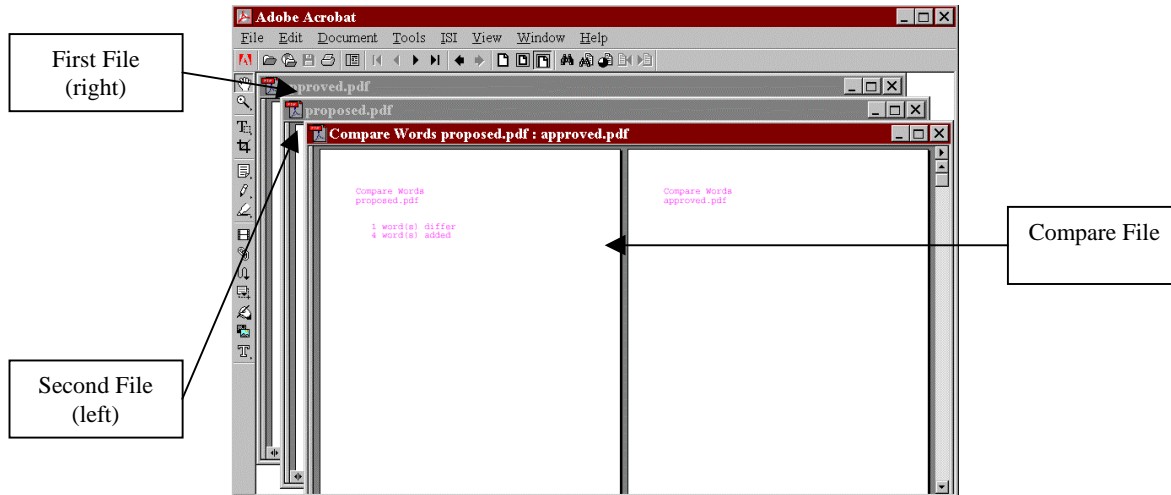 Adobe Acrobat
File Edit Document Tools ISI View Window Help
First File
(right)
proved.pdf
proposed.pdf
Compare Words proposed.pdf : approved.pdf
Compare Words
proposed.pdf
1 word(s) differ
4 word(s) added
Compare Words
approved.pdf
Compare File
Second File
(left)